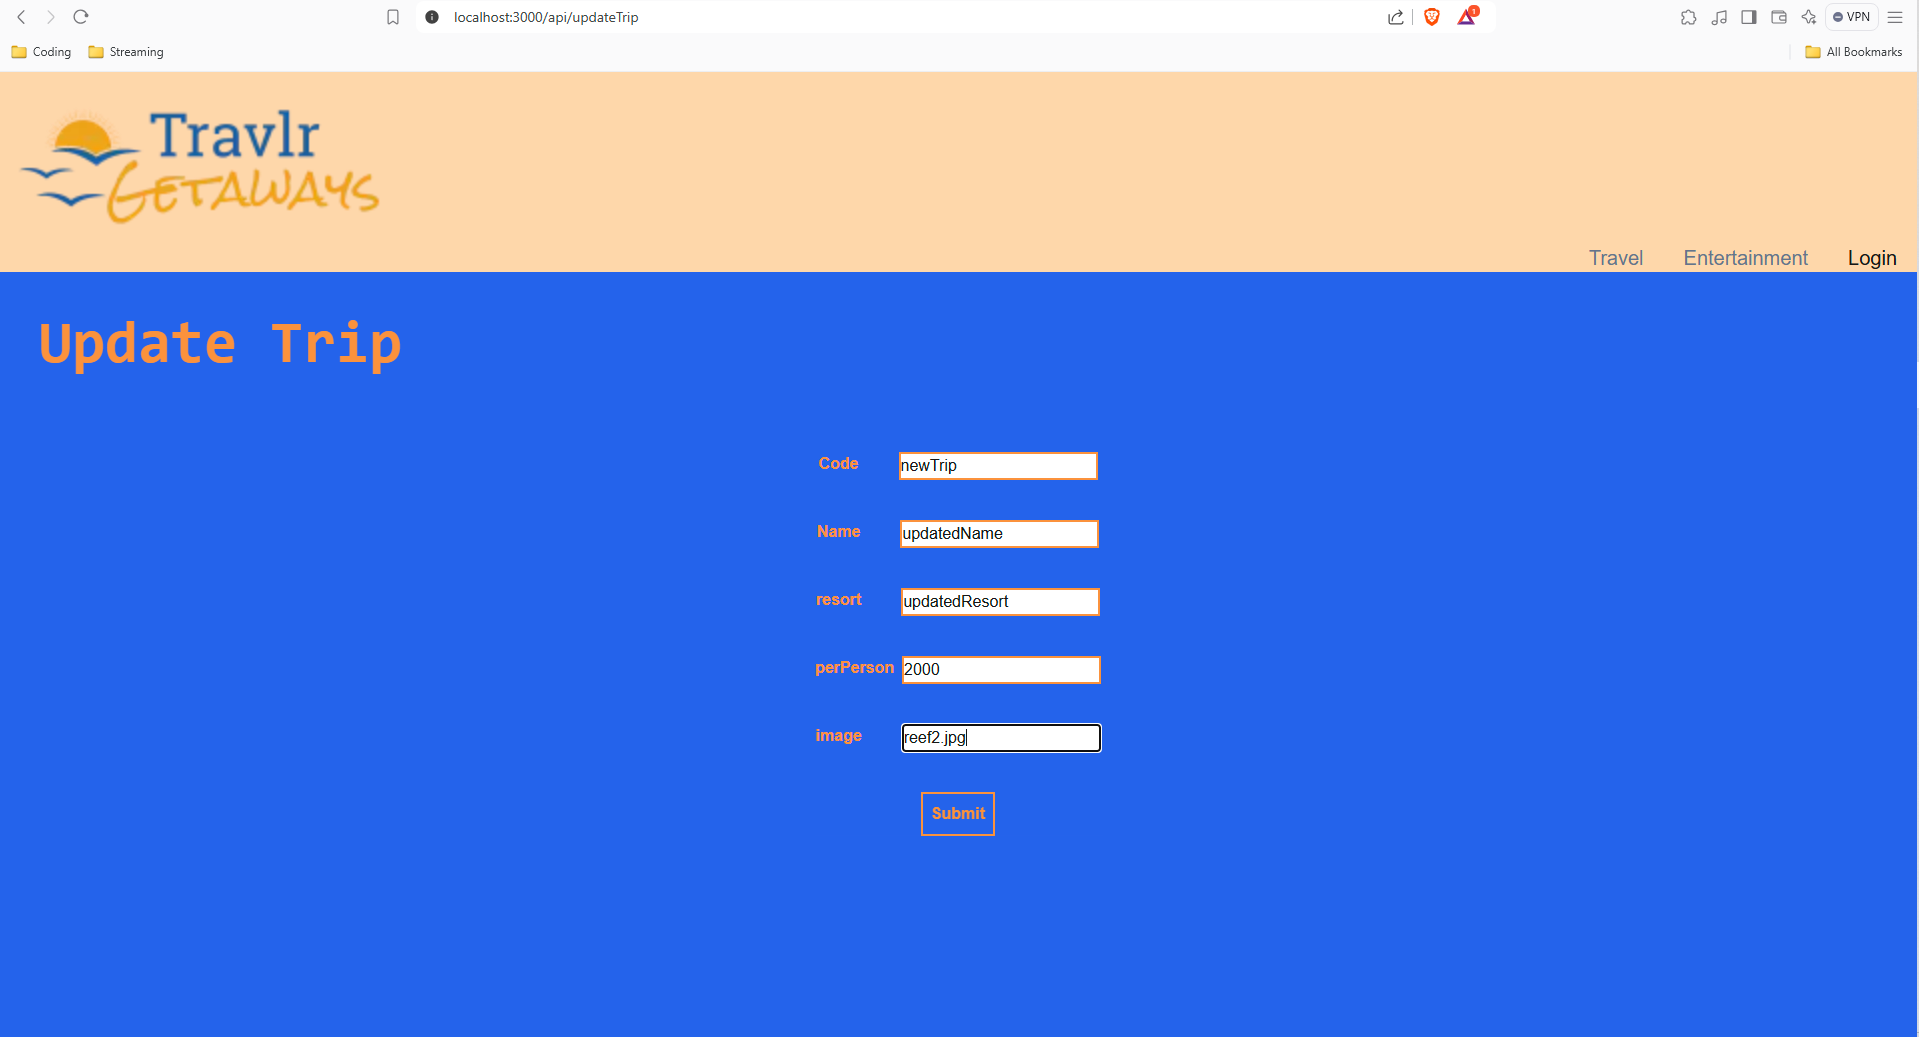 localhost:3000/api/updateTrip
1
VPN
Coding
Streaming
All Bookmarks
Travlr
GETAWAYS
Travel
Entertainment
Login
Update Trip
Code
newTrip
Name
updatedName
resort
updatedResort
perPerson
2000
image
reef2.jpg
Submit